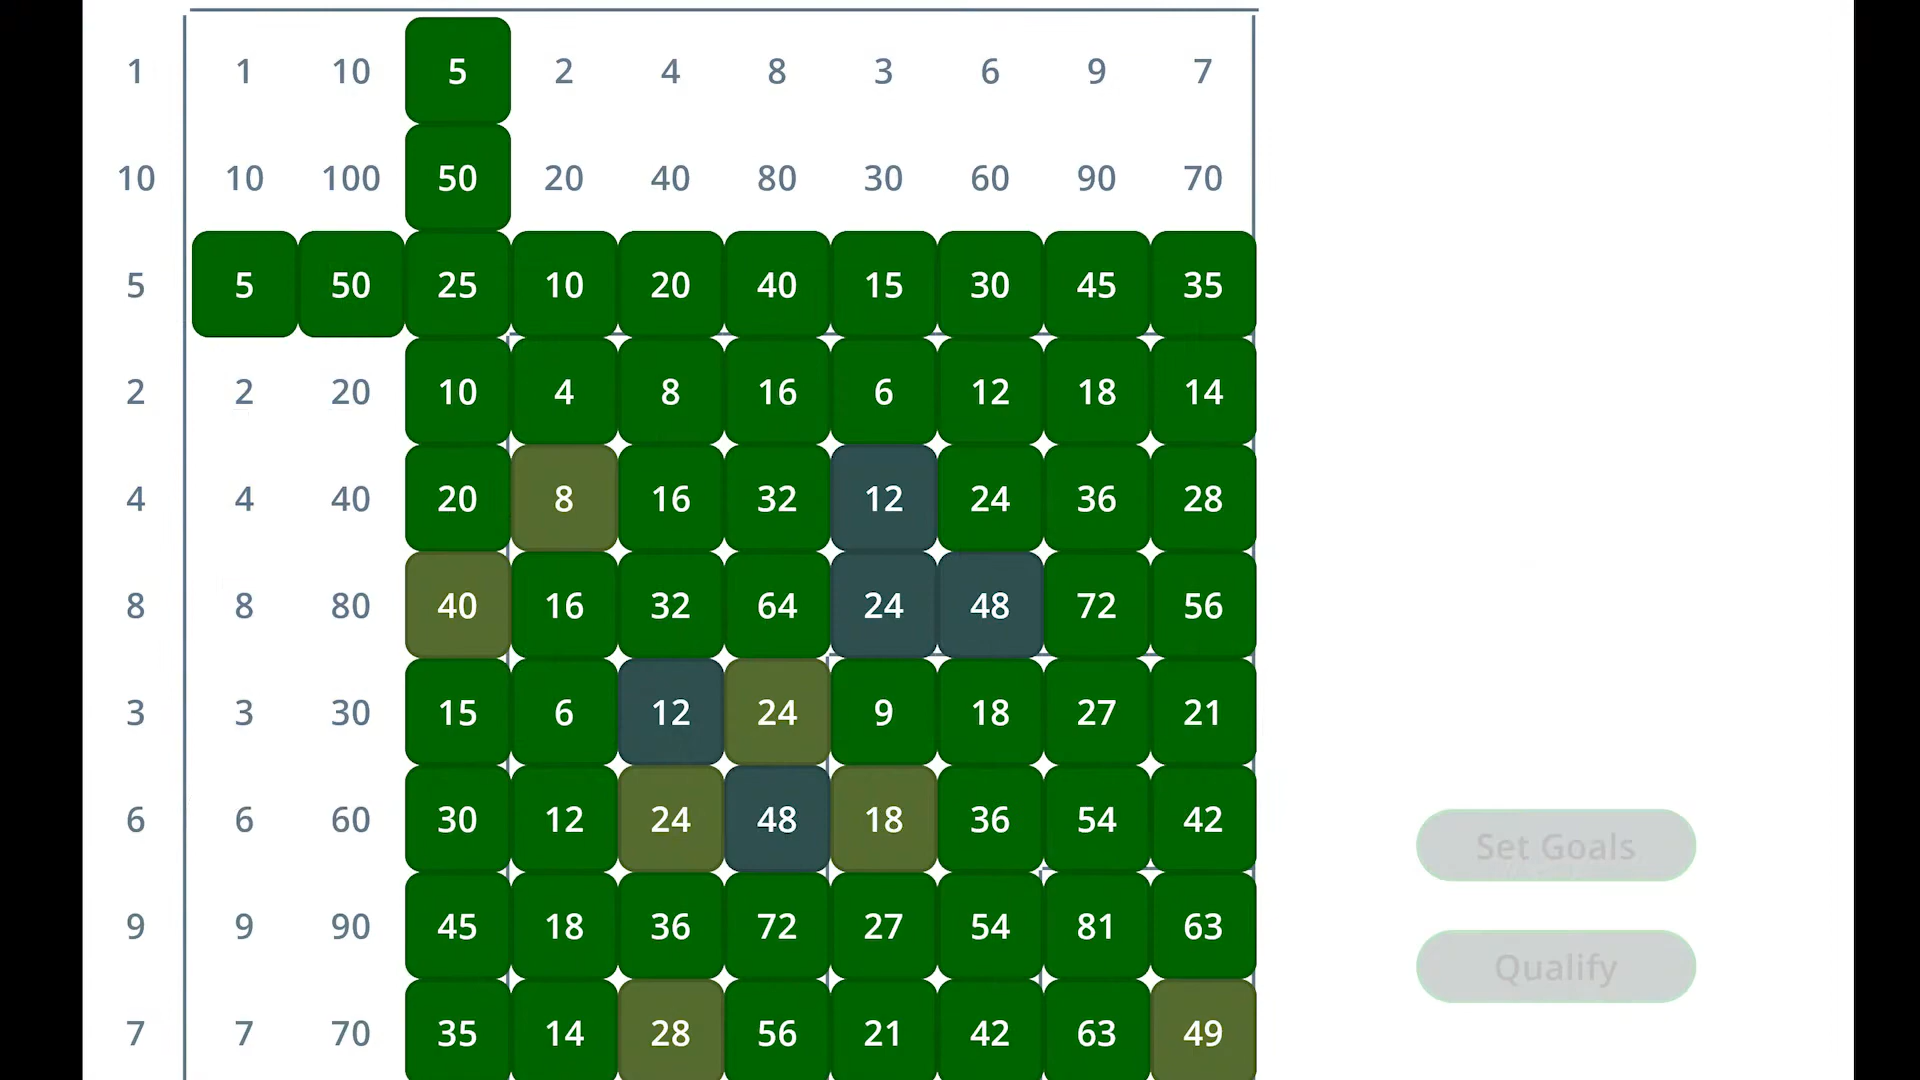 1 1 10 5 2 4 8 3 6 9 7
10 10 100 50 20 40 80 30 60 90 70
5 5 50 25 10 20 40 15 30 45 35
2 2 20 10 4 8 16 6 12 18 14
4 4 40 20 8 16 32 12 24 36 28
8 8 80 40 16 32 64 24 48 72 56
3 3 30 15 6 12 24 9 18 27 21
6 6 60 30 12 24 48 18 36 54 42
9 9 90 45 18 36 72 27 54 81 63
7 7 70 35 14 28 56 21 42 63 49
Set Goals
Qualify